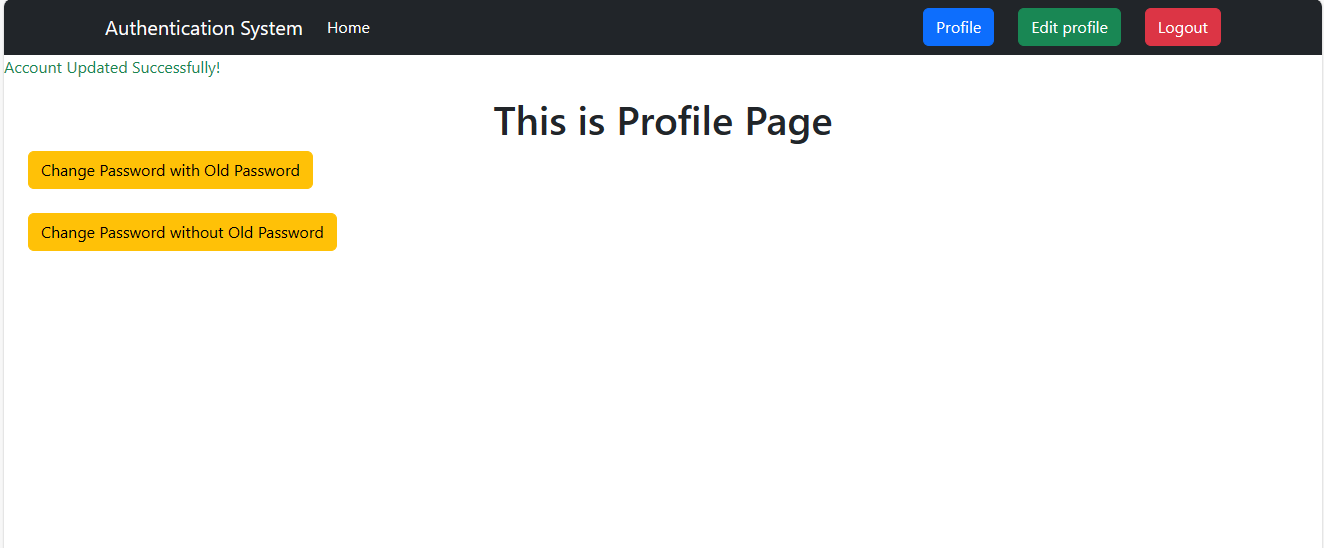 Authentication System Home Profile Edit profile Logout
Account Updated Successfully!
This is Profile Page
Change Password with Old Password
Change Password without Old Password